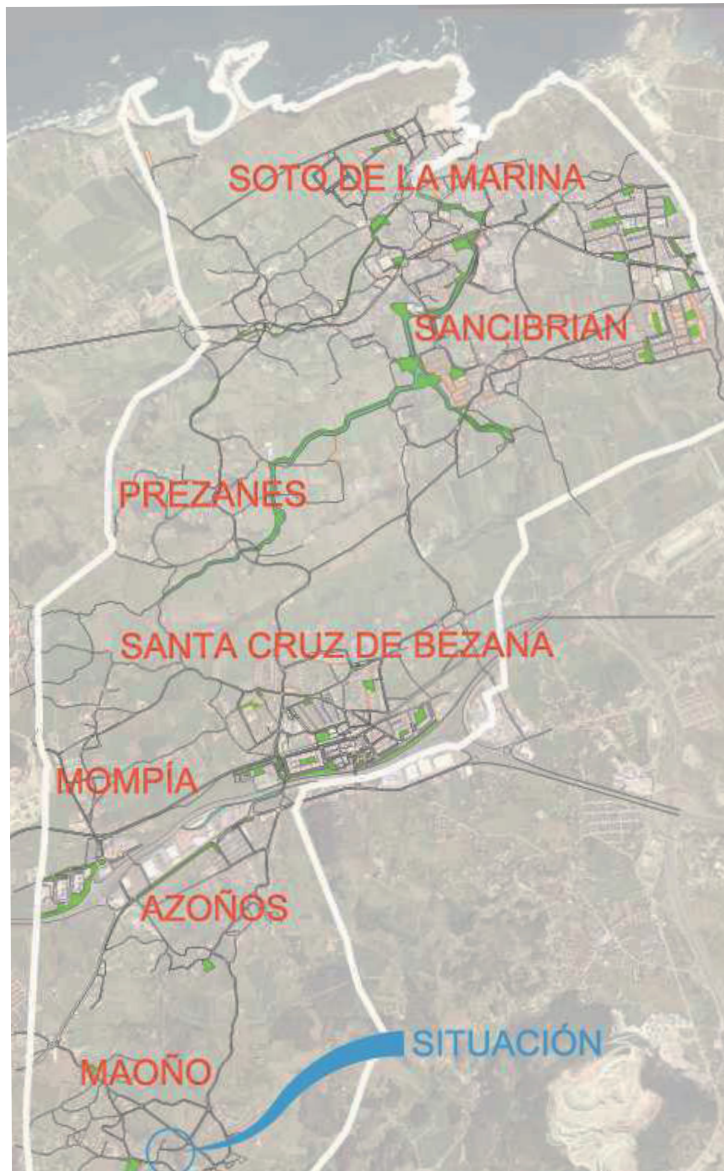 SOTO DE LA MARINA
SANCIBRIAN
PREZANES
SANTA CRUZ DE BEZANA
MOMPÍA
AZOÑOS
SITUACIÓN
MAOÑO